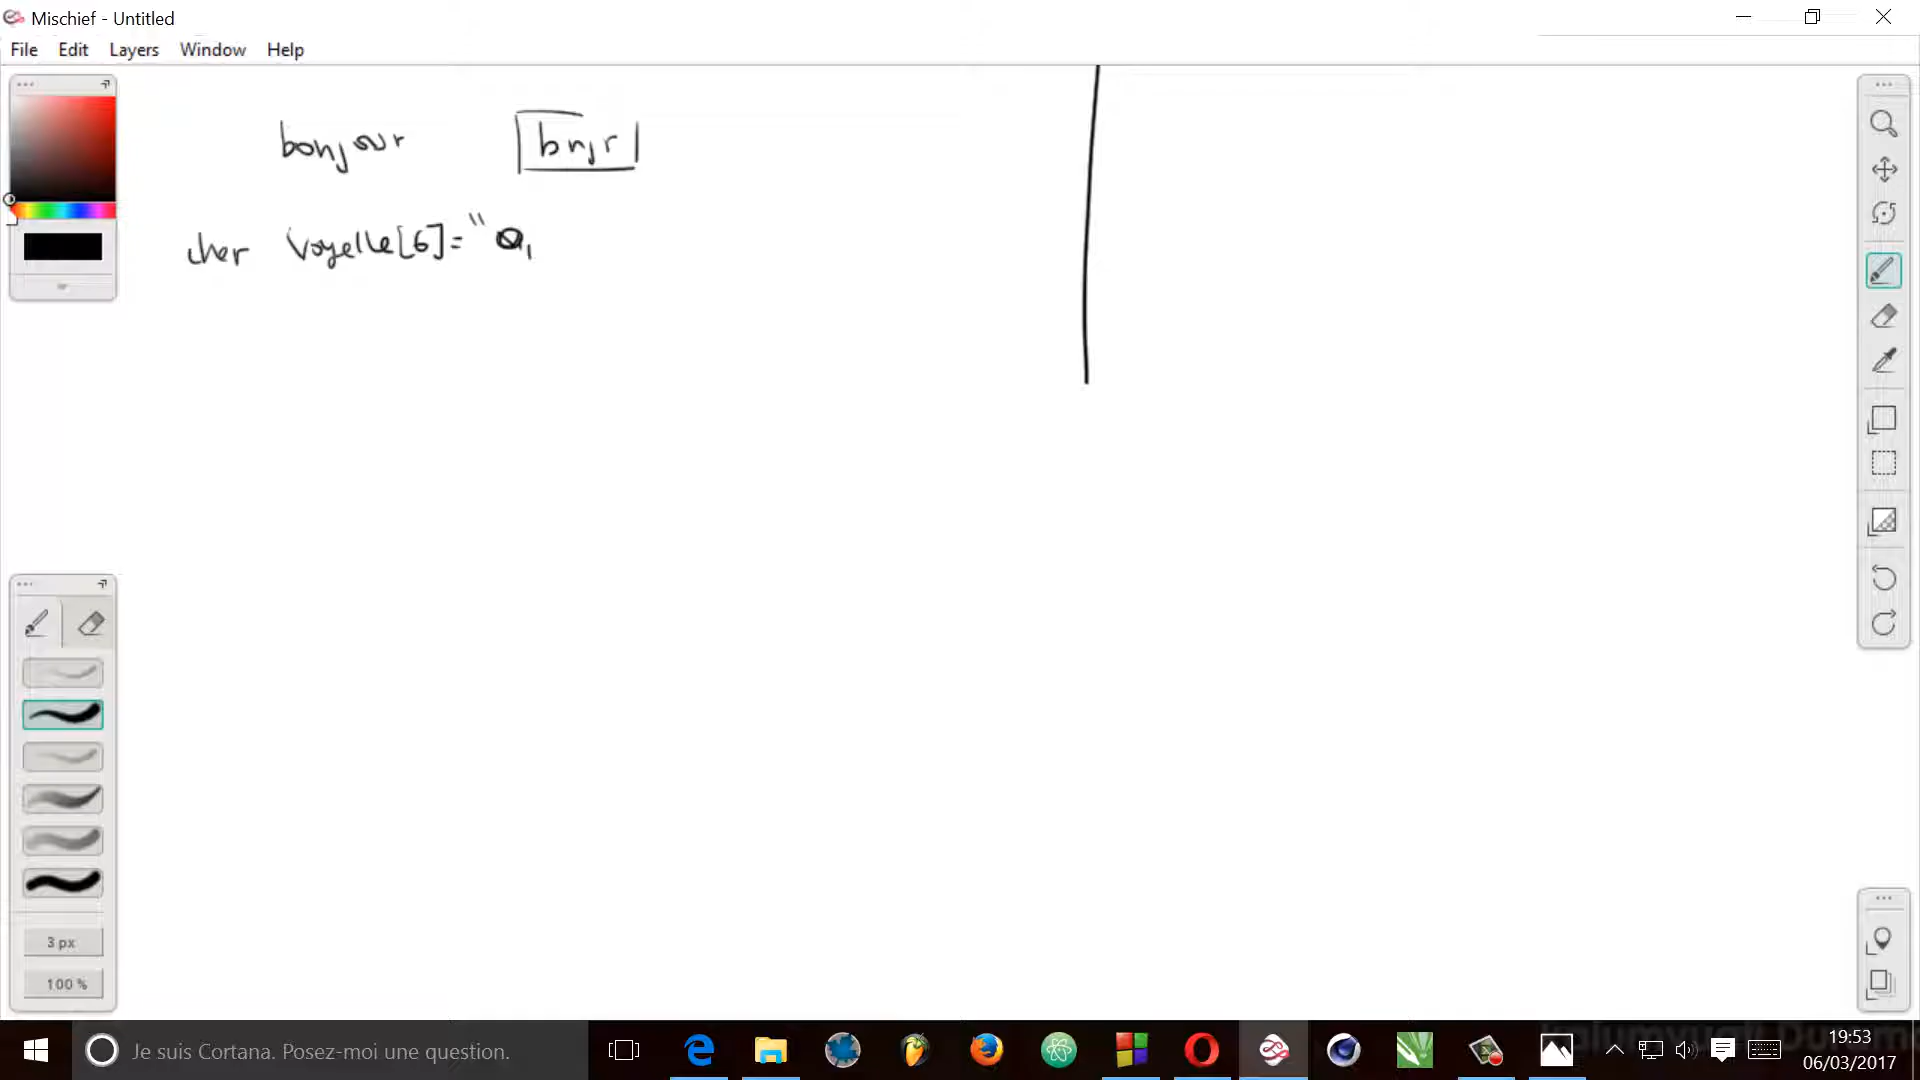 Mischief - Untitled
File Edit Layers Window Help
bonjour bnjr
char Voyelle[6]="a,
3 px
100 %
Je suis Cortana. Posez-moi une question.
19:53
06/03/2017